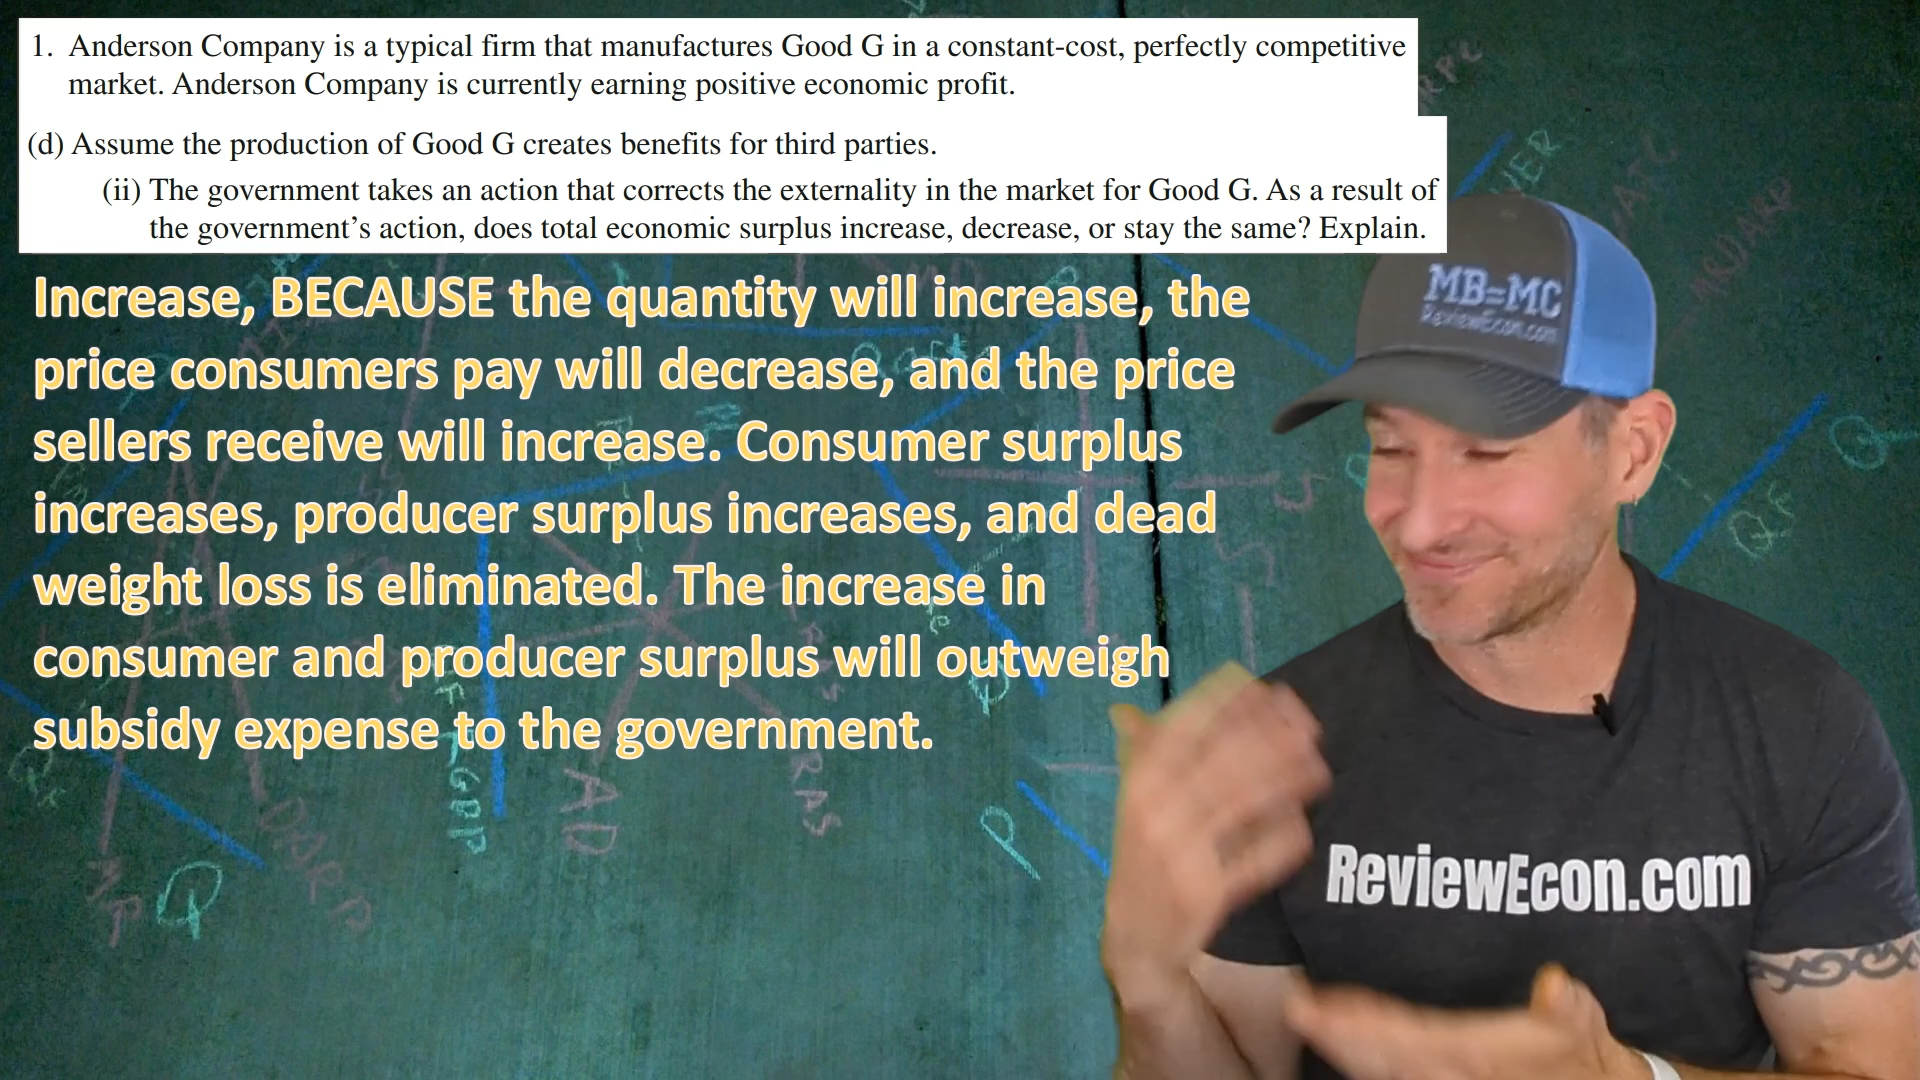 1. Anderson Company is a typical firm that manufactures Good G in a constant-cost, perfectly competitive
market. Anderson Company is currently earning positive economic profit.
(d) Assume the production of Good G creates benefits for third parties.
(ii) The government takes an action that corrects the externality in the market for Good G. As a result of
the government's action, does total economic surplus increase, decrease, or stay the same? Explain.
Increase, BECAUSE the quantity will increase, the
price consumers pay will decrease, and the price
sellers receive will increase. Consumer surplus
increases, producer surplus increases, and dead
weight loss is eliminated. The increase in
consumer and producer surplus will outweigh
subsidy expense to the government.
MB=MC
ReviewEcon.com
ReviewEcon.com
AD
Q
P